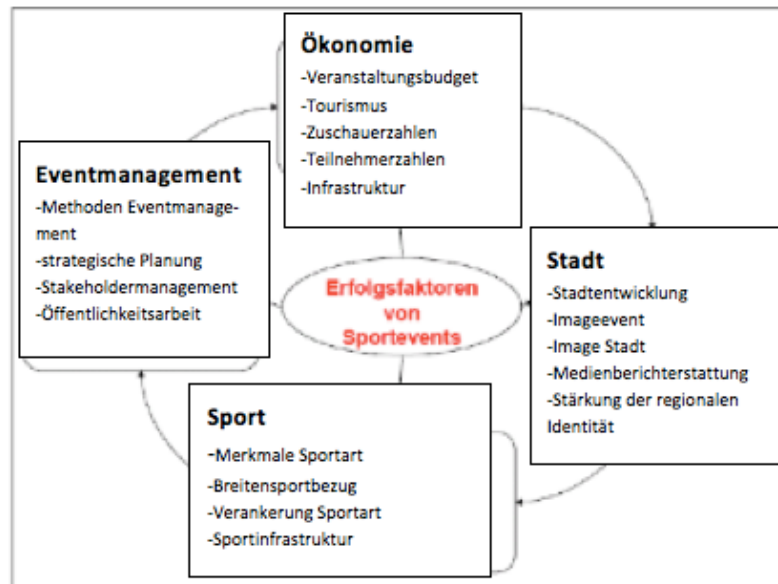 Ökonomie
-Veranstaltungsbudget
-Tourismus
-Zuschauerzahlen
-Teilnehmerzahlen
-Infrastruktur
Eventmanagement
-Methoden Eventmanage-
ment
-strategische Planung
-Stakeholdermanagement
-Öffentlichkeitsarbeit
Erfolgsfaktoren
von
Sportevents
Stadt
-Stadtentwicklung
-Imageevent
-Image Stadt
-Medienberichterstattung
-Stärkung der regionalen
Identität
Sport
-Merkmale Sportart
-Breitensportbezug
-Verankerung Sportart
-Sportinfrastruktur